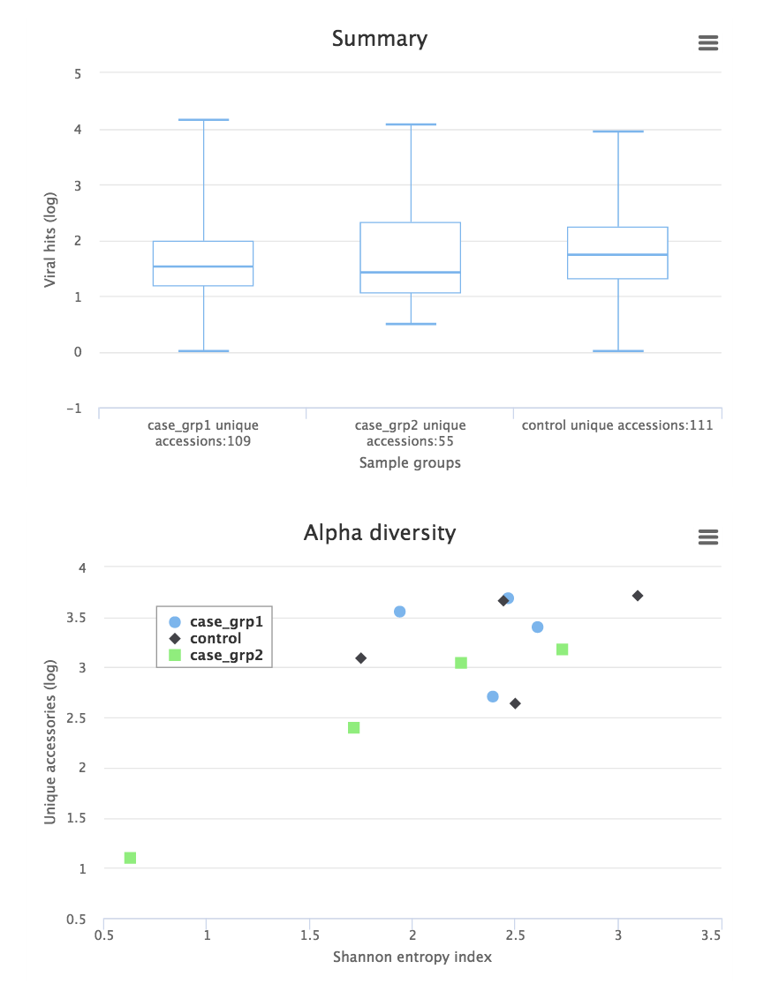 Summary
5
4
3
2
1
0
−1
Viral hits (log)
case_grp1 unique
accessions:109
case_grp2 unique
accessions:55
control unique accessions:111
Sample groups
Alpha diversity
4
3.5
3
2.5
2
1.5
1
0.5
Unique accessories (log)
case_grp1
control
case_grp2
0.5 1 1.5 2 2.5 3 3.5
Shannon entropy index